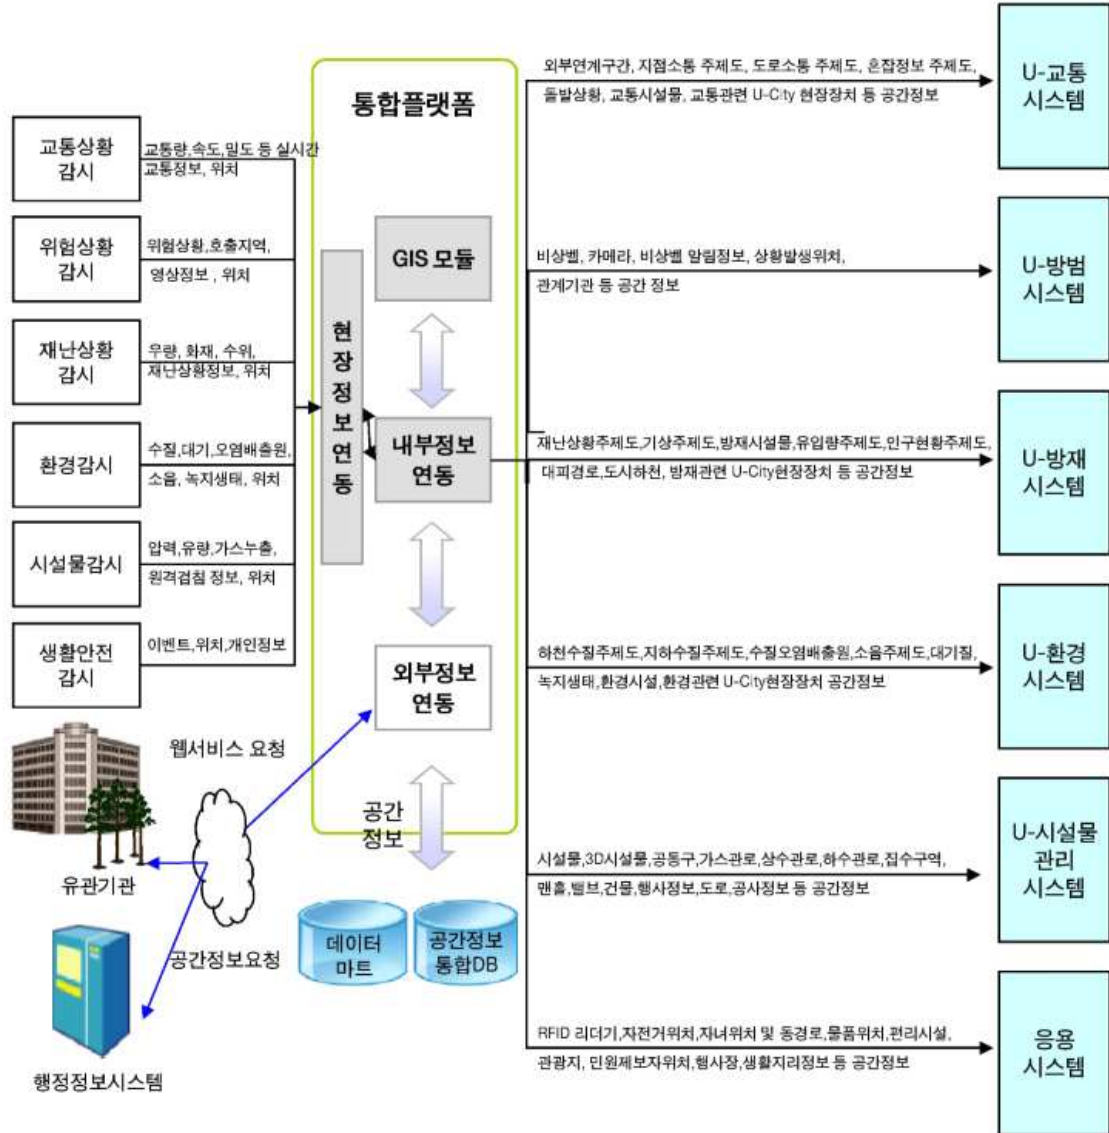 통합플랫폼
교통상황
감시
교통량,속도,밀도 등 실시간
교통정보, 위치
위험상황
감시
위험상황,호출지역,
영상정보 , 위치
재난상황
감시
우량, 화재, 수위,
재난상황정보, 위치
환경감시
수질,대기,오염배출원,
소음, 녹지생태, 위치
시설물감시
압력,유량,가스누출,
원격검침 정보, 위치
생활안전
감시
이벤트,위치,개인정보
현장정보연동
GIS 모듈
내부정보
연동
외부정보
연동
웹서비스 요청
유관기관
공간정보요청
행정정보시스템
공간
정보
데이터
마트
공간정보
통합DB
외부연계구간, 지점소통 주제도, 도로소통 주제도, 혼잡정보 주제도,
돌발상황, 교통시설물, 교통관련 U-City 현장장치 등 공간정보
U-교통
시스템
비상벨, 카메라, 비상벨 알림정보, 상황발생위치,
관계기관 등 공간 정보
U-방범
시스템
재난상황주제도,기상주제도,방재시설물,유입량주제도,인구현황주제도,
대피경로,도시하천, 방재관련 U-City현장장치 등 공간정보
U-방재
시스템
하천수질주제도,지하수질주제도,수질오염배출원,소음주제도,대기질,
녹지생태,환경시설,환경관련 U-City현장장치 공간정보
U-환경
시스템
시설물,3D시설물,공동구,가스관로,상수관로,하수관로,집수구역,
맨홀,밸브,건물,행사정보,도로,공사정보 등 공간정보
U-시설물
관리
시스템
RFID 리더기,자전거위치,자녀위치 및 동경로,물품위치,편리시설,
관광지, 민원제보자위치,행사장,생활지리정보 등 공간정보
응용
시스템